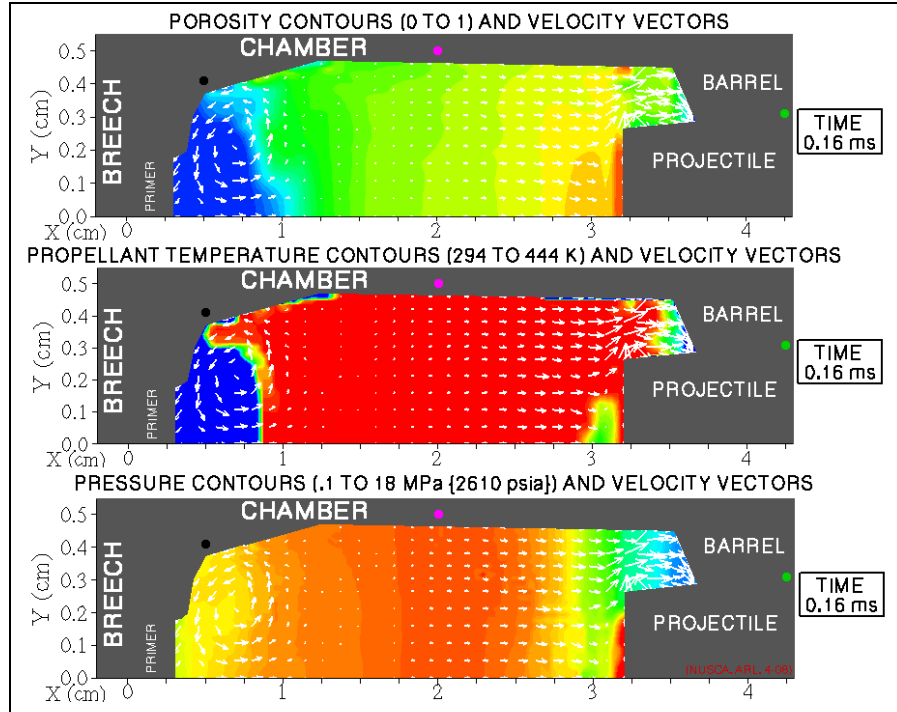 POROSITY CONTOURS (0 TO 1) AND VELOCITY VECTORS
CHAMBER
BREECH
PRIMER
BARREL
PROJECTILE
TIME
0.16 ms
Y (cm)
0.5
0.4
0.3
0.2
0.1
0.0
X (cm)
0 1 2 3 4
PROPELLANT TEMPERATURE CONTOURS (294 TO 444 K) AND VELOCITY VECTORS
CHAMBER
BREECH
PRIMER
BARREL
PROJECTILE
TIME
0.16 ms
Y (cm)
0.5
0.4
0.3
0.2
0.1
0.0
X (cm)
0 1 2 3 4
PRESSURE CONTOURS (.1 TO 18 MPa {2610 psia}) AND VELOCITY VECTORS
CHAMBER
BREECH
PRIMER
BARREL
PROJECTILE
TIME
0.16 ms
Y (cm)
0.5
0.4
0.3
0.2
0.1
0.0
X (cm)
0 1 2 3 4
(NUSCA, ARL, 4-08)